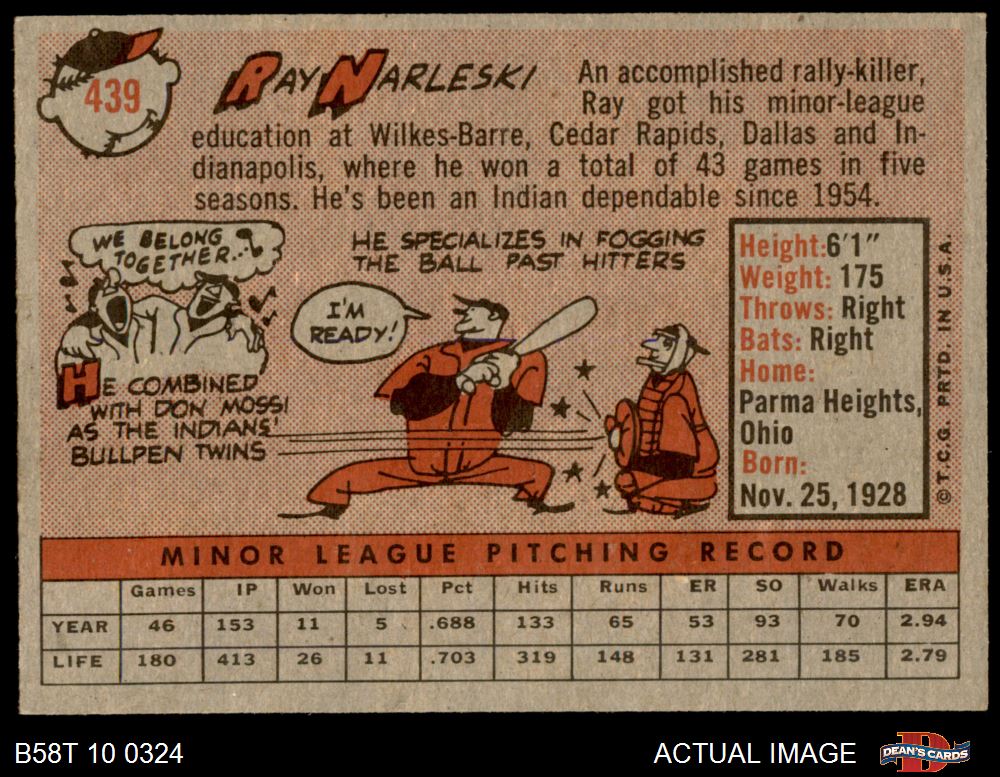 439
RAY NARLESKI
An accomplished rally-killer,
Ray got his minor-league
education at Wilkes-Barre, Cedar Rapids, Dallas and In-
dianapolis, where he won a total of 43 games in five
seasons. He's been an Indian dependable since 1954.
WE BELONG
TOGETHER...
HE COMBINED
WITH DON MOSSI
AS THE INDIANS'
BULLPEN TWINS
HE SPECIALIZES IN FOGGING
THE BALL PAST HITTERS
I'M
READY!
Height: 6'1"
Weight: 175
Throws: Right
Bats: Right
Home:
Parma Heights,
Ohio
Born:
Nov. 25, 1928
© T.C.G. PRTD. IN U.S.A.
MINOR LEAGUE PITCHING RECORD
Games IP Won Lost Pct Hits Runs ER SO Walks ERA
YEAR 46 153 11 5 .688 133 65 53 93 70 2.94
LIFE 180 413 26 11 .703 319 148 131 281 185 2.79
B58T 10 0324
ACTUAL IMAGE
DEAN'S CARDS